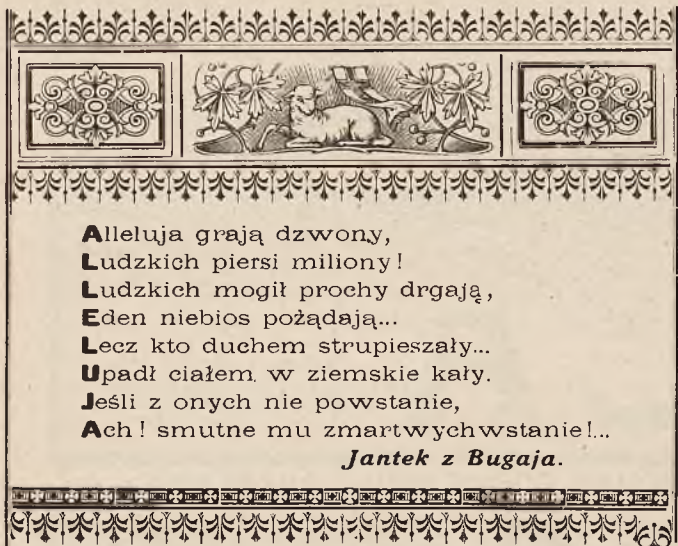 Alleluja grają dzwony,
Ludzkich piersi miliony!
Ludzkich mogił prochy drgają,
Eden niebios pożądają...
Lecz kto duchem strupieszały...
Upadł ciałem w ziemskie kały.
Jeśli z onych nie powstanie,
Ach! smutne mu zmartwychwstanie!...
Jantek z Bugaja.